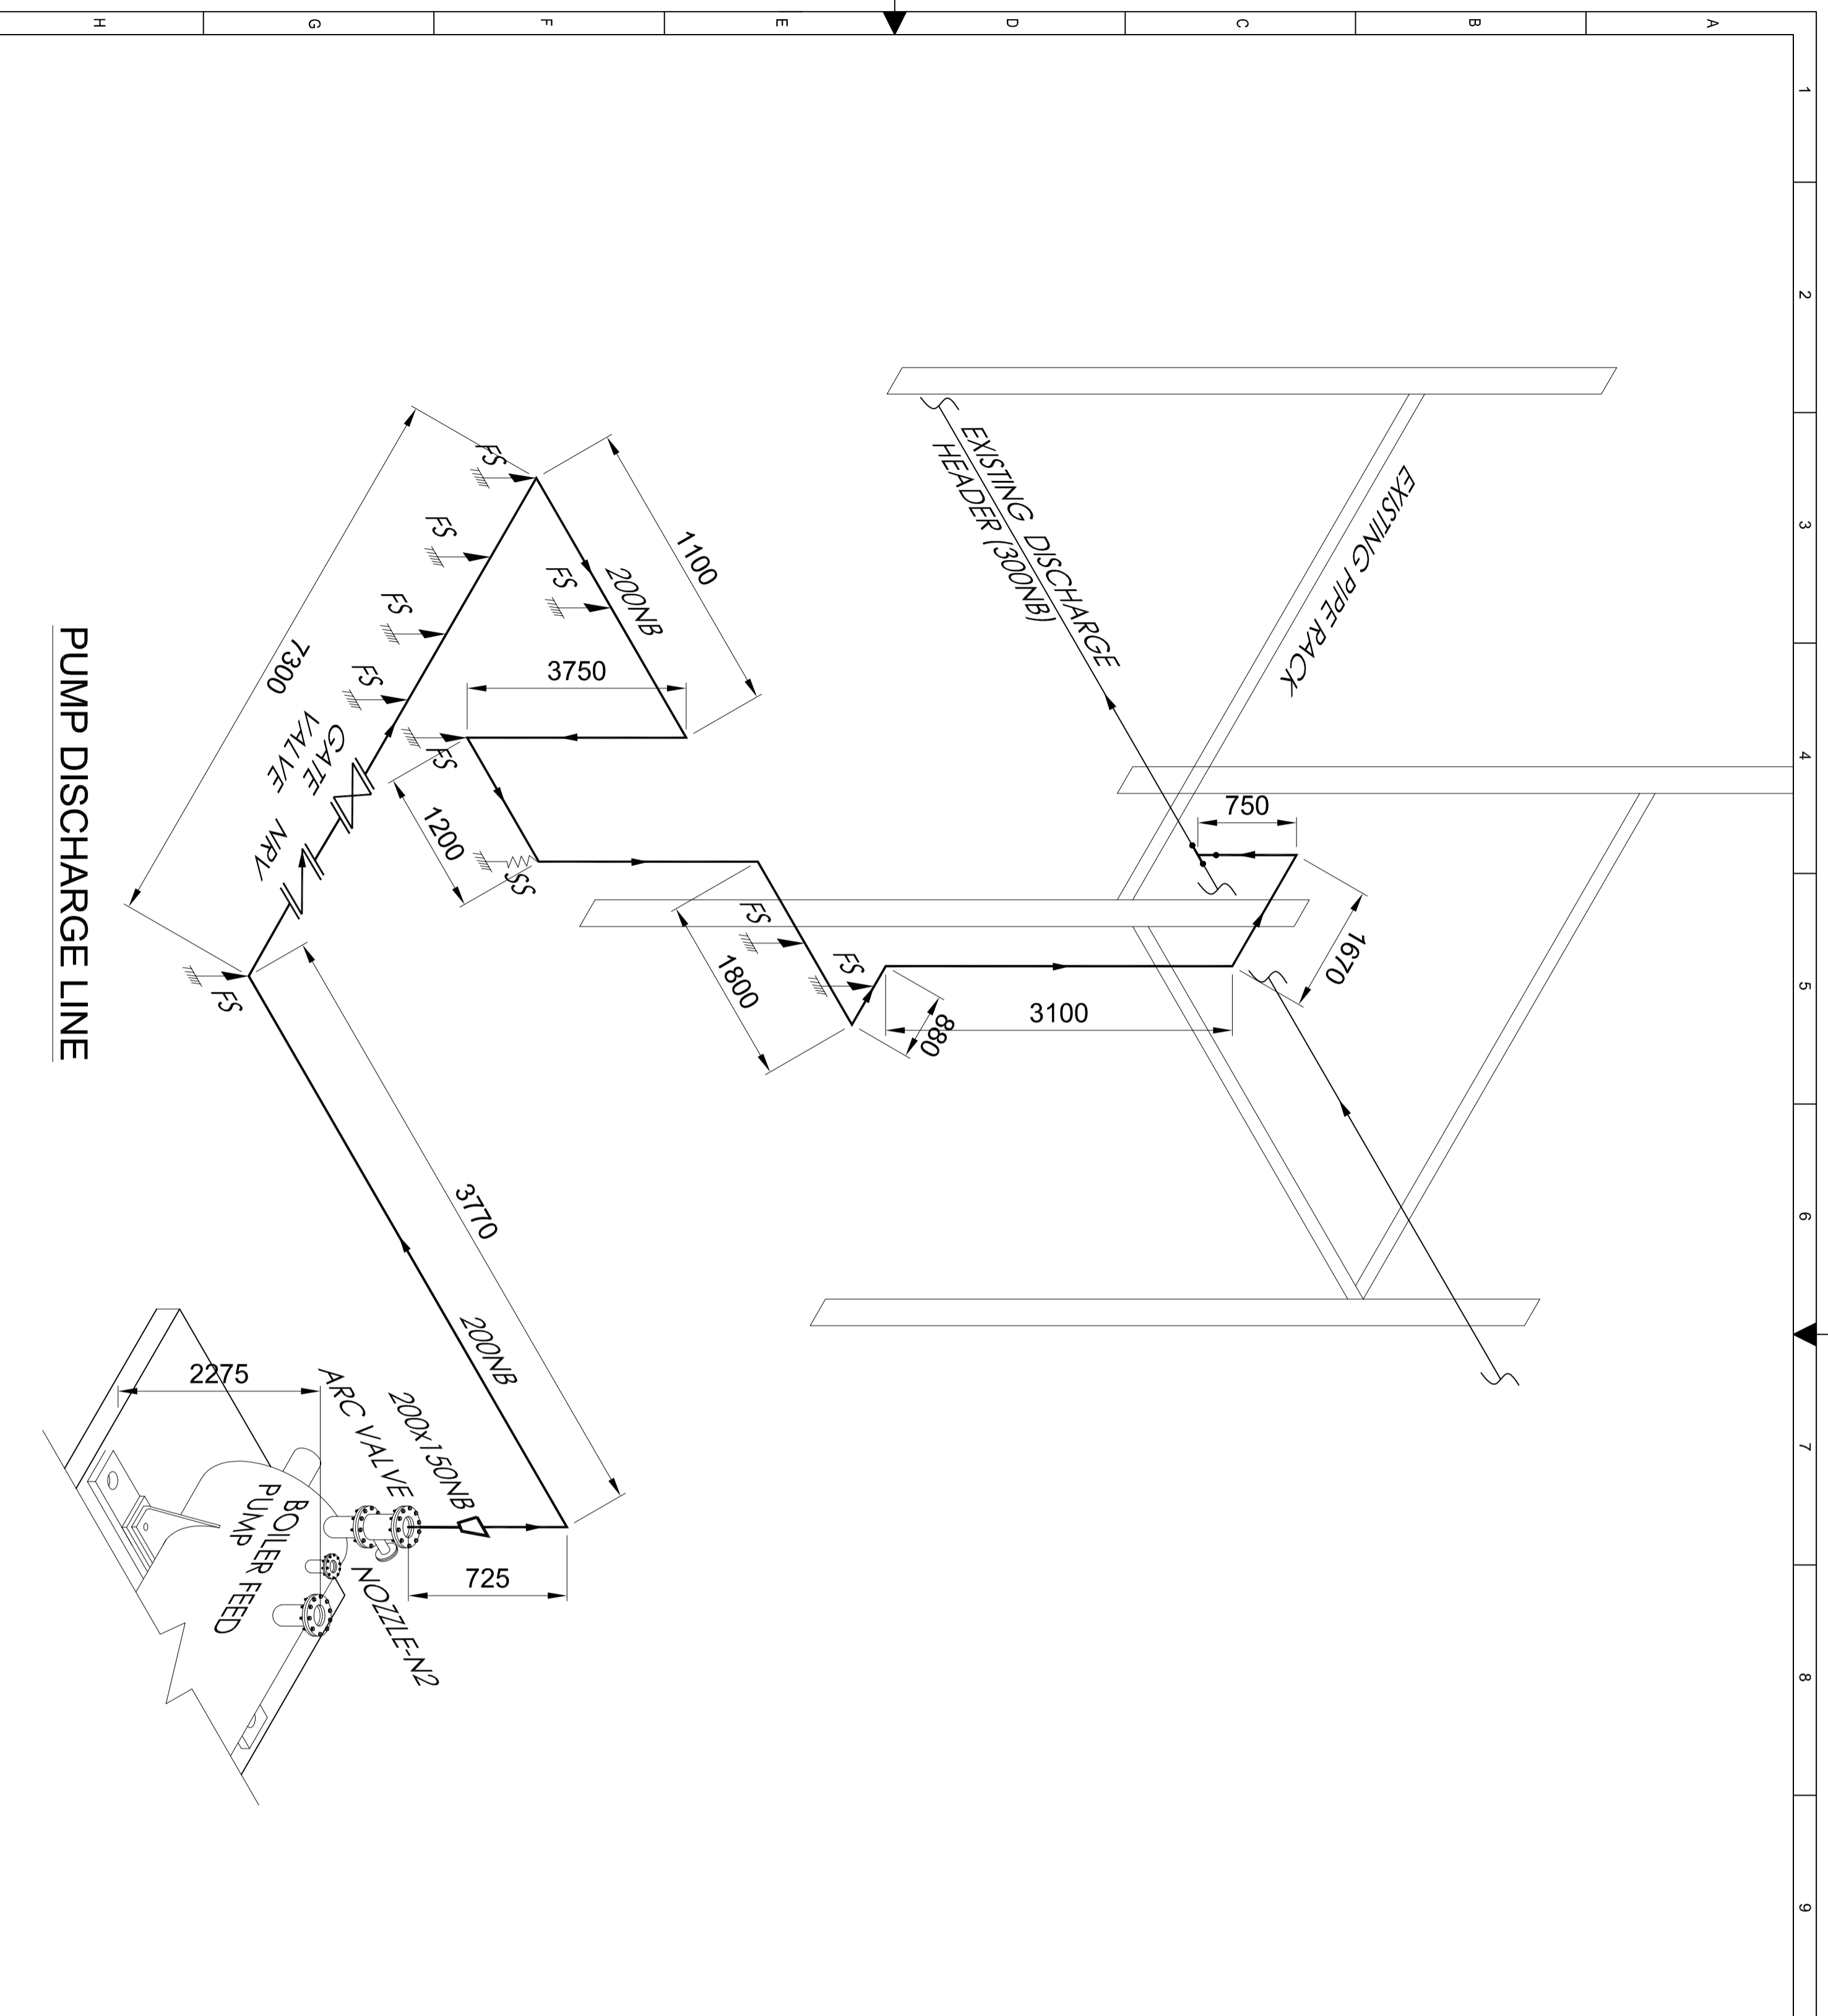 1
2
3
4
5
6
7
8
9
A
B
C
D
E
F
G
H
EXISTING PIPE RACK
EXISTING DISCHARGE
HEADER (300NB)
750
1670
3100
880
1800
FS
FS
1100
200NB
FS
3750
FS
FS
FS
FS
FS
1200
SS
7300
GATE
VALVE
NRV
FS
3770
200NB
200x150NB
ARC VALVE
2275
725
NOZZLE-N2
BOILER FEED
PUMP
PUMP DISCHARGE LINE